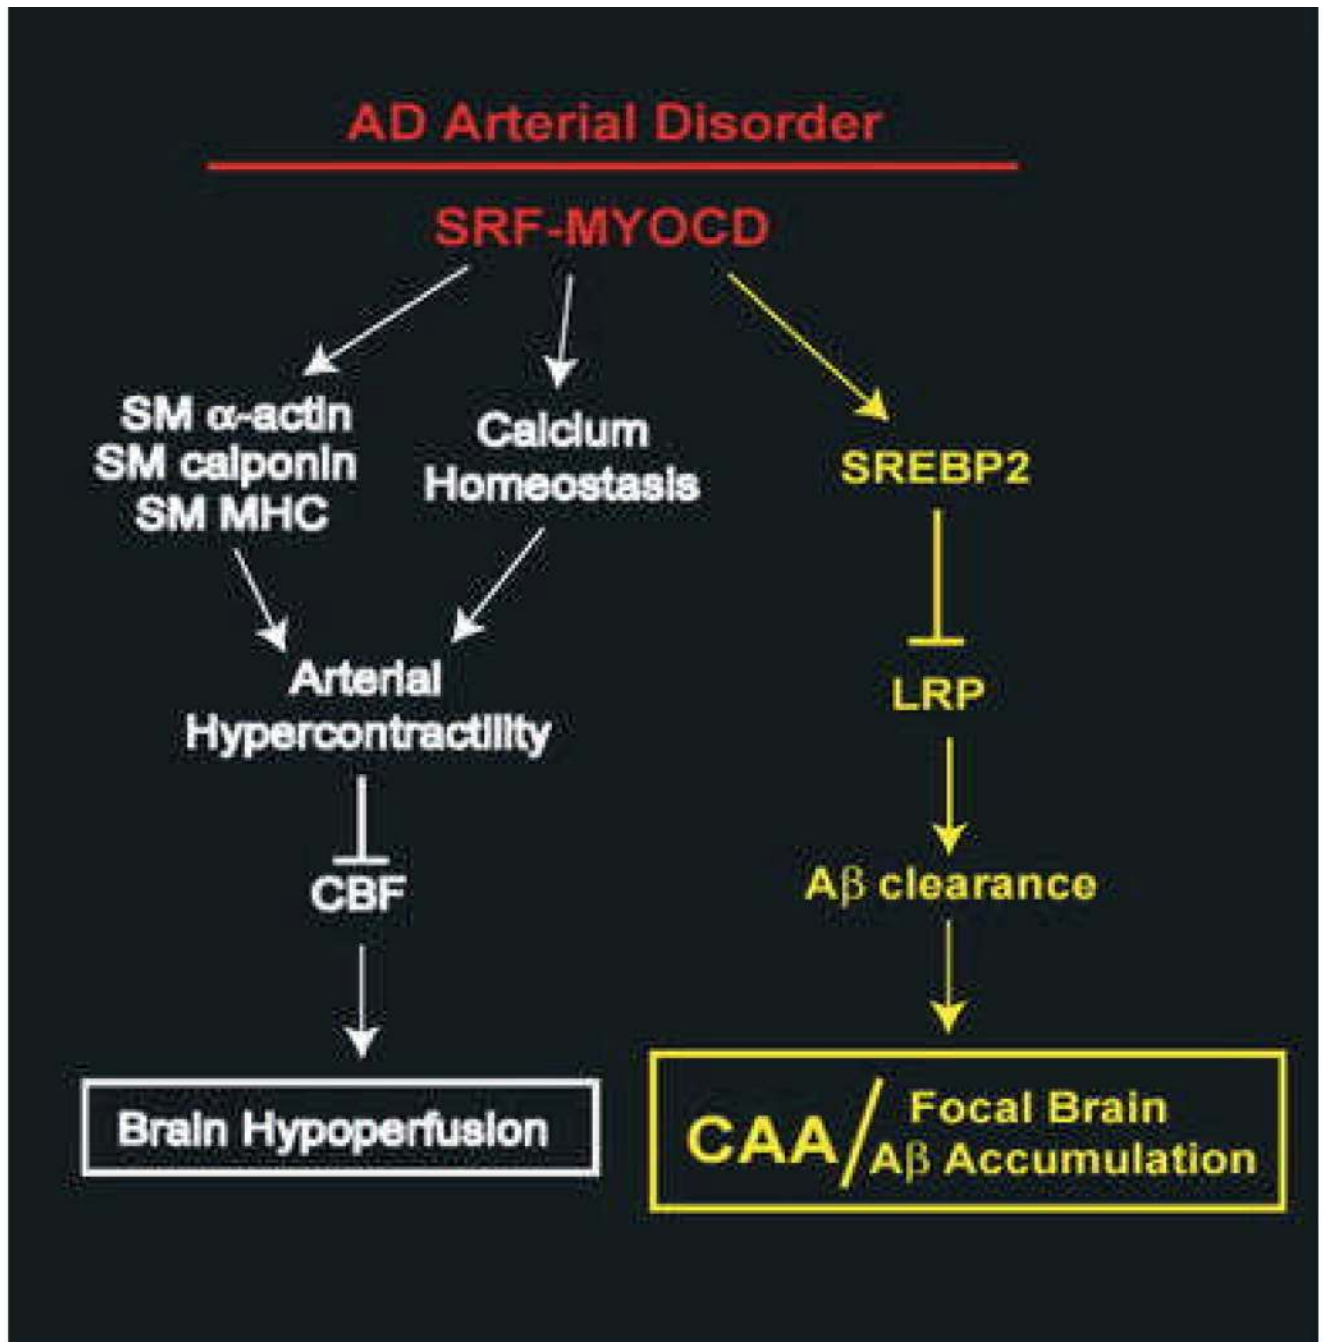 AD Arterial Disorder
SRF-MYOCD
SM α-actin
SM calponin
SM MHC
Calcium
Homeostasis
SREBP2
Arterial
Hypercontractility
LRP
CBF
Aβ clearance
Brain Hypoperfusion
CAA/
Focal Brain
Aβ Accumulation